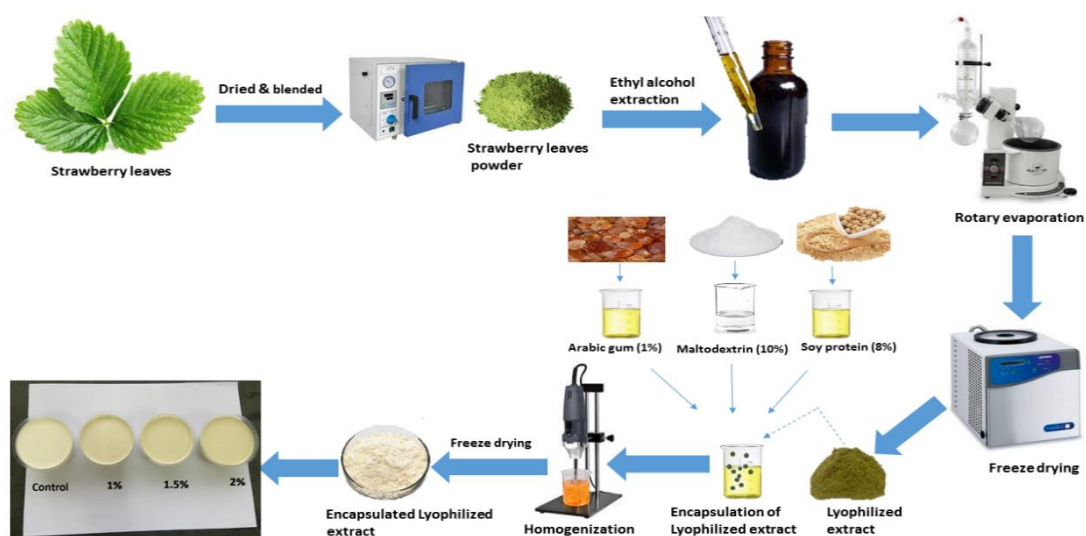 Dried & blended
Strawberry leaves
Strawberry leaves
powder
Ethyl alcohol
extraction
Rotary evaporation
Arabic gum (1%)
Maltodextrin (10%)
Soy protein (8%)
Freeze drying
Lyophilized
extract
Encapsulation of
Lyophilized extract
Homogenization
Freeze drying
Encapsulated Lyophilized
extract
Control
1%
1.5%
2%